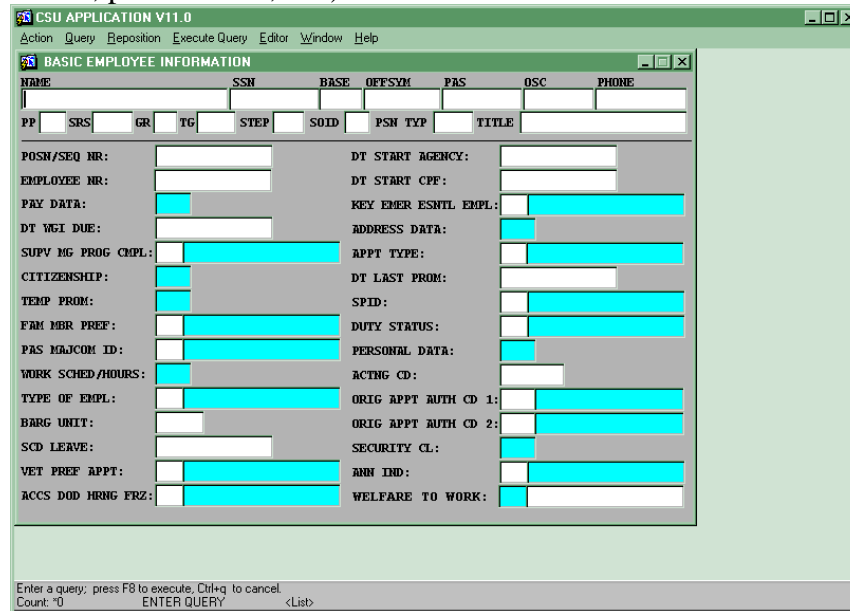 CSU APPLICATION V11.0
Action Query Reposition Execute Query Editor Window Help
BASIC EMPLOYEE INFORMATION
NAME SSN BASE OFFSYM PAS OSC PHONE
PP SRS GR TG STEP SOID PSN TYP TITLE
POSN/SEQ NR: DT START AGENCY:
EMPLOYEE NR: DT START CPF:
PAY DATA: KEY EMER ESNTL EMPL:
DT WGI DUE: ADDRESS DATA:
SUPV MG PROG CMPL: APPT TYPE:
CITIZENSHIP: DT LAST PROM:
TEMP PROM: SPID:
FAM MBR PREF: DUTY STATUS:
PAS MAJCOM ID: PERSONAL DATA:
WORK SCHED/HOURS: ACTNG CD:
TYPE OF EMPL: ORIG APPT AUTH CD 1:
BARG UNIT: ORIG APPT AUTH CD 2:
SCD LEAVE: SECURITY CL:
VET PREF APPT: ANN IND:
ACCS DOD HRNG FRZ: WELFARE TO WORK:
Enter a query; press F8 to execute, Ctrl+q to cancel.
Count: *0 ENTER QUERY <List>